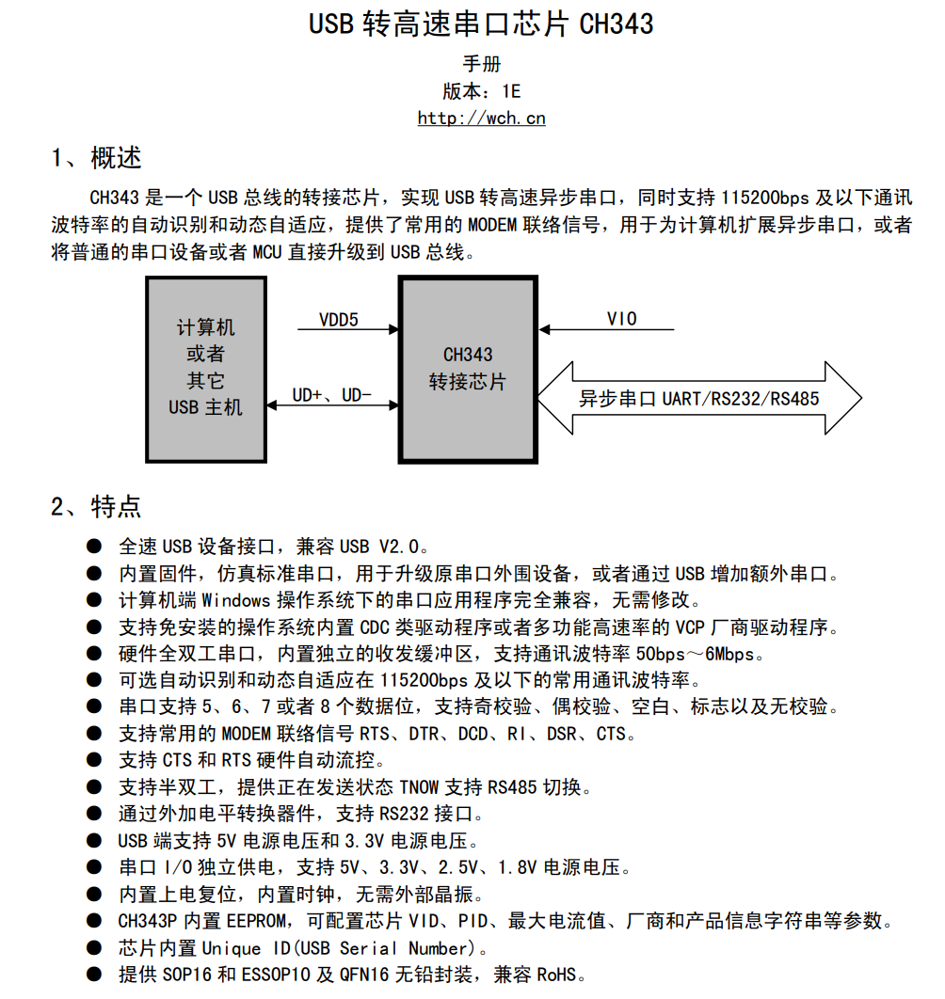 USB 转高速串口芯片 CH343
手册
版本：1E
http://wch.cn
1、概述
CH343 是一个 USB 总线的转接芯片，实现 USB 转高速异步串口，同时支持 115200bps 及以下通讯
波特率的自动识别和动态自适应，提供了常用的 MODEM 联络信号，用于为计算机扩展异步串口，或者
将普通的串口设备或者 MCU 直接升级到 USB 总线。
计算机
或者
其它
USB 主机
VDD5
UD+、UD-
CH343
转接芯片
VIO
异步串口 UART/RS232/RS485
2、特点
● 全速 USB 设备接口，兼容 USB V2.0。
● 内置固件，仿真标准串口，用于升级原串口外围设备，或者通过 USB 增加额外串口。
● 计算机端 Windows 操作系统下的串口应用程序完全兼容，无需修改。
● 支持免安装的操作系统内置 CDC 类驱动程序或者多功能高速率的 VCP 厂商驱动程序。
● 硬件全双工串口，内置独立的收发缓冲区，支持通讯波特率 50bps～6Mbps。
● 可选自动识别和动态自适应在 115200bps 及以下的常用通讯波特率。
● 串口支持 5、6、7 或者 8 个数据位，支持奇校验、偶校验、空白、标志以及无校验。
● 支持常用的 MODEM 联络信号 RTS、DTR、DCD、RI、DSR、CTS。
● 支持 CTS 和 RTS 硬件自动流控。
● 支持半双工，提供正在发送状态 TNOW 支持 RS485 切换。
● 通过外加电平转换器件，支持 RS232 接口。
● USB 端支持 5V 电源电压和 3.3V 电源电压。
● 串口 I/O 独立供电，支持 5V、3.3V、2.5V、1.8V 电源电压。
● 内置上电复位，内置时钟，无需外部晶振。
● CH343P 内置 EEPROM，可配置芯片 VID、PID、最大电流值、厂商和产品信息字符串等参数。
● 芯片内置 Unique ID(USB Serial Number)。
● 提供 SOP16 和 ESSOP10 及 QFN16 无铅封装，兼容 RoHS。